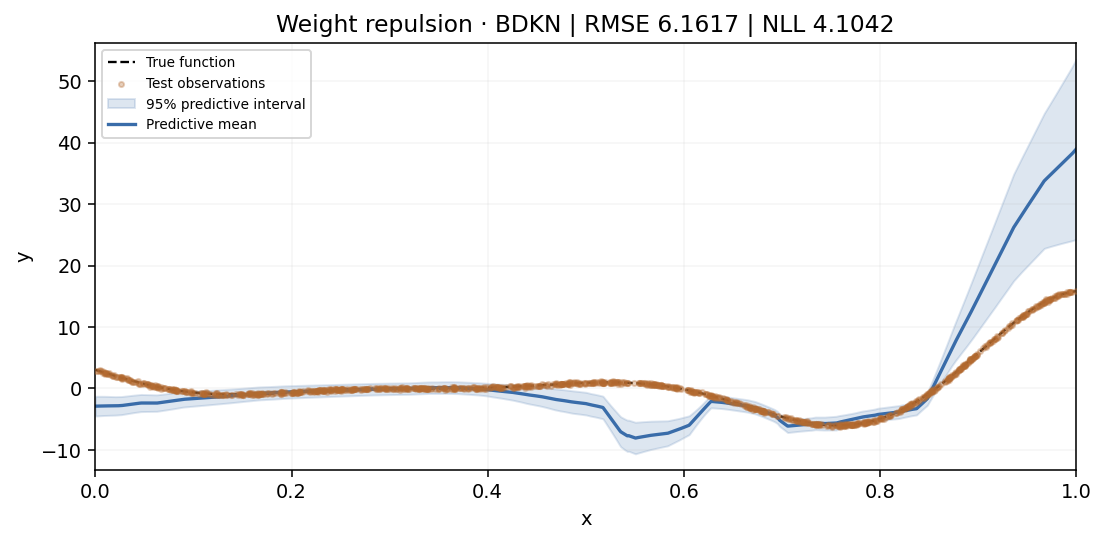 Weight repulsion · BDKN | RMSE 6.1617 | NLL 4.1042
True function
Test observations
95% predictive interval
Predictive mean
50
40
30
20
10
0
−10
y
0.0 0.2 0.4 0.6 0.8 1.0
x